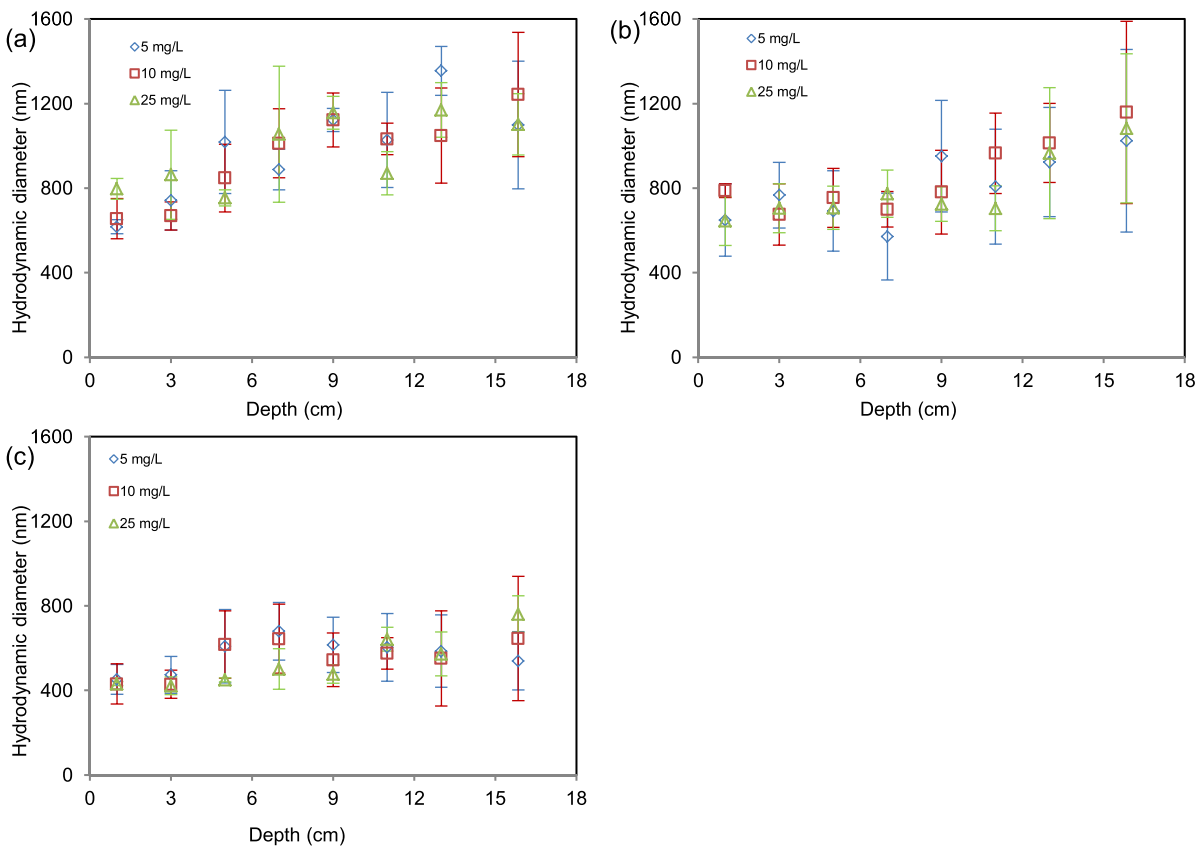 (a)
Hydrodynamic diameter (nm)
1600
1200
800
400
0
5 mg/L
10 mg/L
25 mg/L
0 3 6 9 12 15 18
Depth (cm)
(b)
Hydrodynamic diameter (nm)
1600
1200
800
400
0
5 mg/L
10 mg/L
25 mg/L
0 3 6 9 12 15 18
Depth (cm)
(c)
Hydrodynamic diameter (nm)
1600
1200
800
400
0
5 mg/L
10 mg/L
25 mg/L
0 3 6 9 12 15 18
Depth (cm)